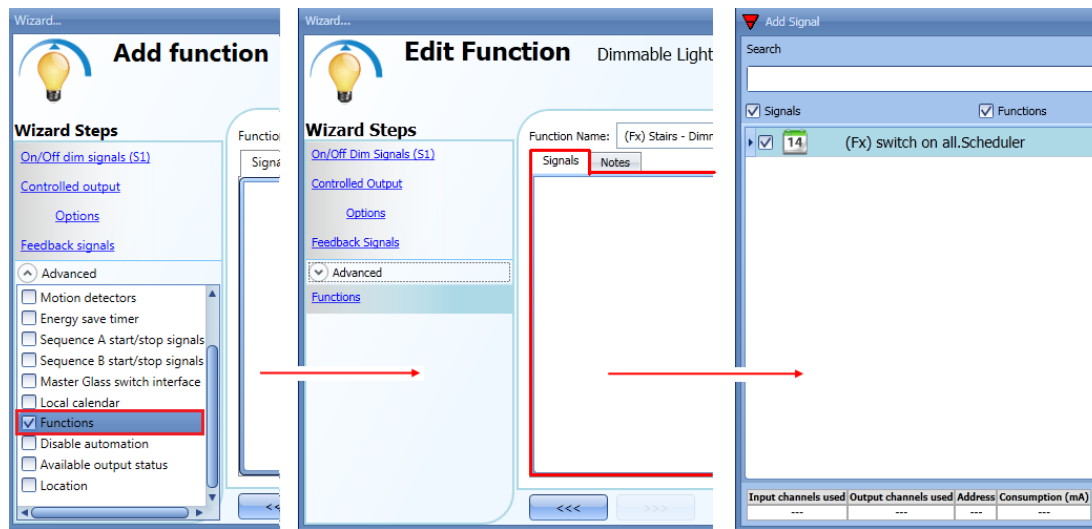 Wizard...
Add function
Wizard Steps
On/Off dim signals (S1)
Controlled output
Options
Feedback signals
Advanced
Motion detectors
Energy save timer
Sequence A start/stop signals
Sequence B start/stop signals
Master Glass switch interface
Local calendar
Functions
Disable automation
Available output status
Location
Functio
Signa
<<
Wizard...
Edit Function Dimmable Light
Wizard Steps
On/Off Dim Signals (S1)
Controlled Output
Options
Feedback Signals
Advanced
Functions
Function Name: (Fx) Stairs - Dimm
Signals Notes
<<< >>>
Add Signal
Search
Signals Functions
14 (Fx) switch on all.Scheduler
Input channels used Output channels used Address Consumption (mA)
--- --- --- ---